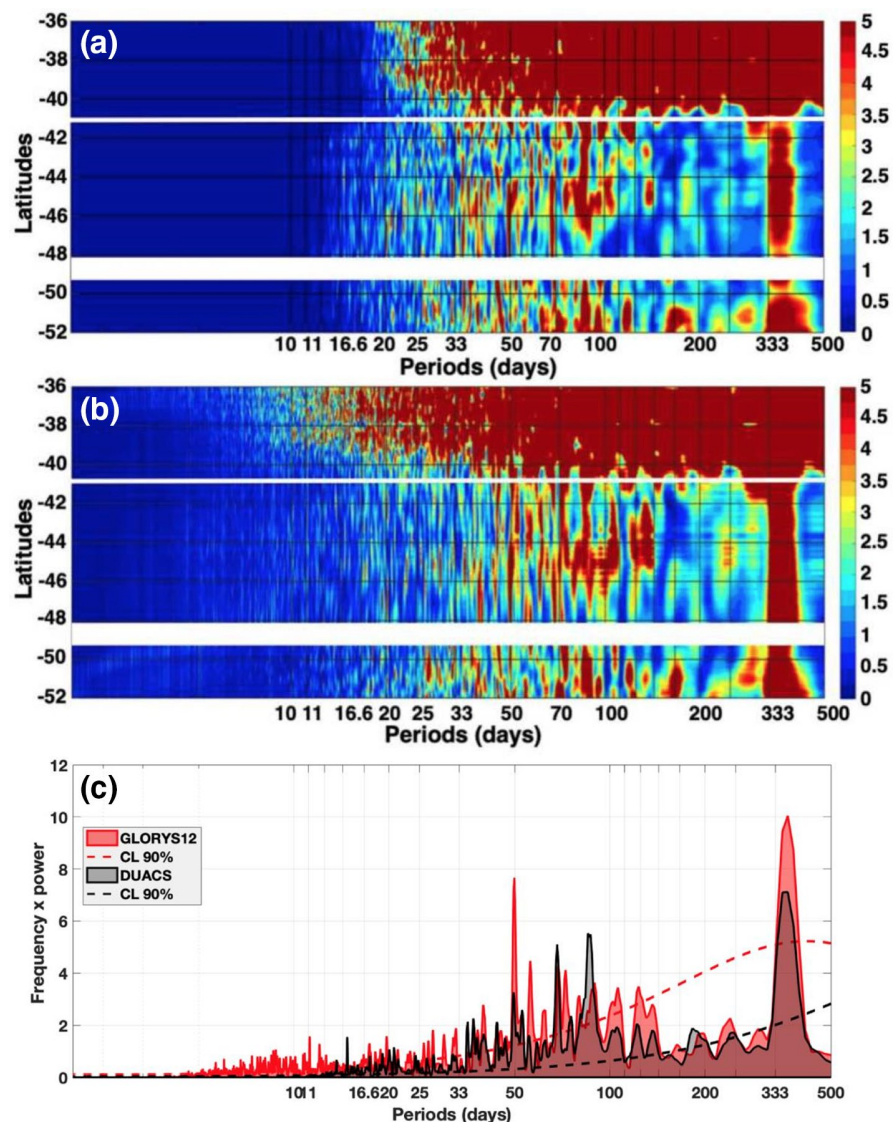 (a)
-36
-38
-40
-42
-44
-46
-48
-50
-52
Latitudes
10 11 16.6 20 25 33 50 70 100 200 333 500
Periods (days)
5
4.5
4
3.5
3
2.5
2
1.5
1
0.5
0
(b)
-36
-38
-40
-42
-44
-46
-48
-50
-52
Latitudes
10 11 16.6 20 25 33 50 70 100 200 333 500
Periods (days)
5
4.5
4
3.5
3
2.5
2
1.5
1
0.5
0
(c)
12
10
8
6
4
2
0
Frequency x power
GLORYS12
CL 90%
DUACS
CL 90%
1011 16.620 25 33 50 100 200 333 500
Periods (days)